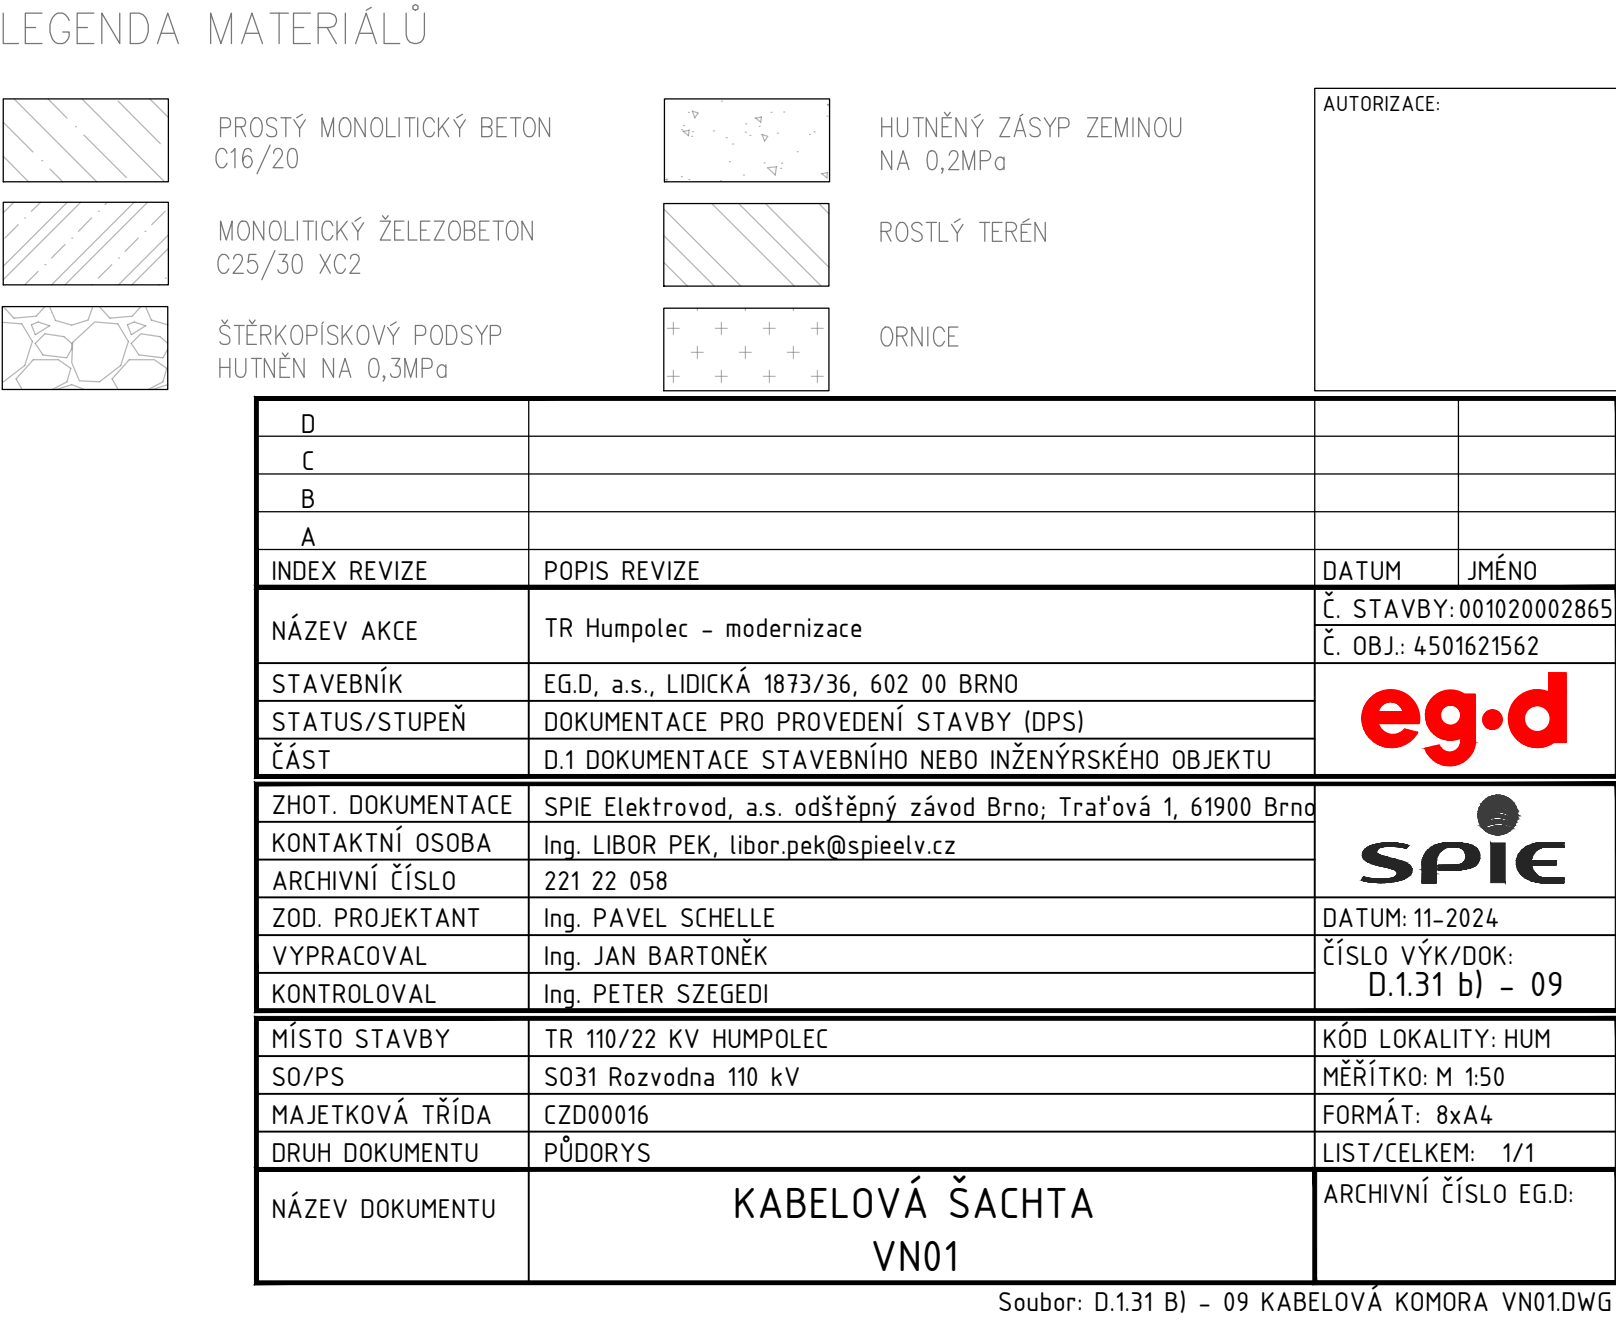 LEGENDA MATERIÁLŮ
PROSTÝ MONOLITICKÝ BETON
C16/20
MONOLITICKÝ ŽELEZOBETON
C25/30 XC2
ŠTĚRKOPÍSKOVÝ PODSYP
HUTNĚN NA 0,3MPa
HUTNĚNÝ ZÁSYP ZEMINOU
NA 0,2MPa
ROSTLÝ TERÉN
ORNICE
AUTORIZACE:
D
C
B
A
INDEX REVIZE POPIS REVIZE DATUM JMÉNO
NÁZEV AKCE TR Humpolec - modernizace
Č. STAVBY: 001020002865
Č. OBJ.: 4501621562
STAVEBNÍK EG.D, a.s., LIDICKÁ 1873/36, 602 00 BRNO
STATUS/STUPEŇ DOKUMENTACE PRO PROVEDENÍ STAVBY (DPS)
ČÁST D.1 DOKUMENTACE STAVEBNÍHO NEBO INŽENÝRSKÉHO OBJEKTU
eg·d
ZHOT. DOKUMENTACE SPIE Elektrovod, a.s. odštěpný závod Brno; Traťová 1, 61900 Brno
KONTAKTNÍ OSOBA Ing. LIBOR PEK, libor.pek@spieelv.cz
ARCHIVNÍ ČÍSLO 221 22 058
SPIE
ZOD. PROJEKTANT Ing. PAVEL SCHELLE DATUM: 11-2024
VYPRACOVAL Ing. JAN BARTONĚK ČÍSLO VÝK/DOK:
KONTROLOVAL Ing. PETER SZEGEDI D.1.31 b) - 09
MÍSTO STAVBY TR 110/22 KV HUMPOLEC KÓD LOKALITY: HUM
SO/PS SO31 Rozvodna 110 kV MĚŘÍTKO: M 1:50
MAJETKOVÁ TŘÍDA CZD00016 FORMÁT: 8xA4
DRUH DOKUMENTU PŮDORYS LIST/CELKEM: 1/1
NÁZEV DOKUMENTU KABELOVÁ ŠACHTA
VN01
ARCHIVNÍ ČÍSLO EG.D:
Soubor: D.1.31 B) - 09 KABELOVÁ KOMORA VN01.DWG